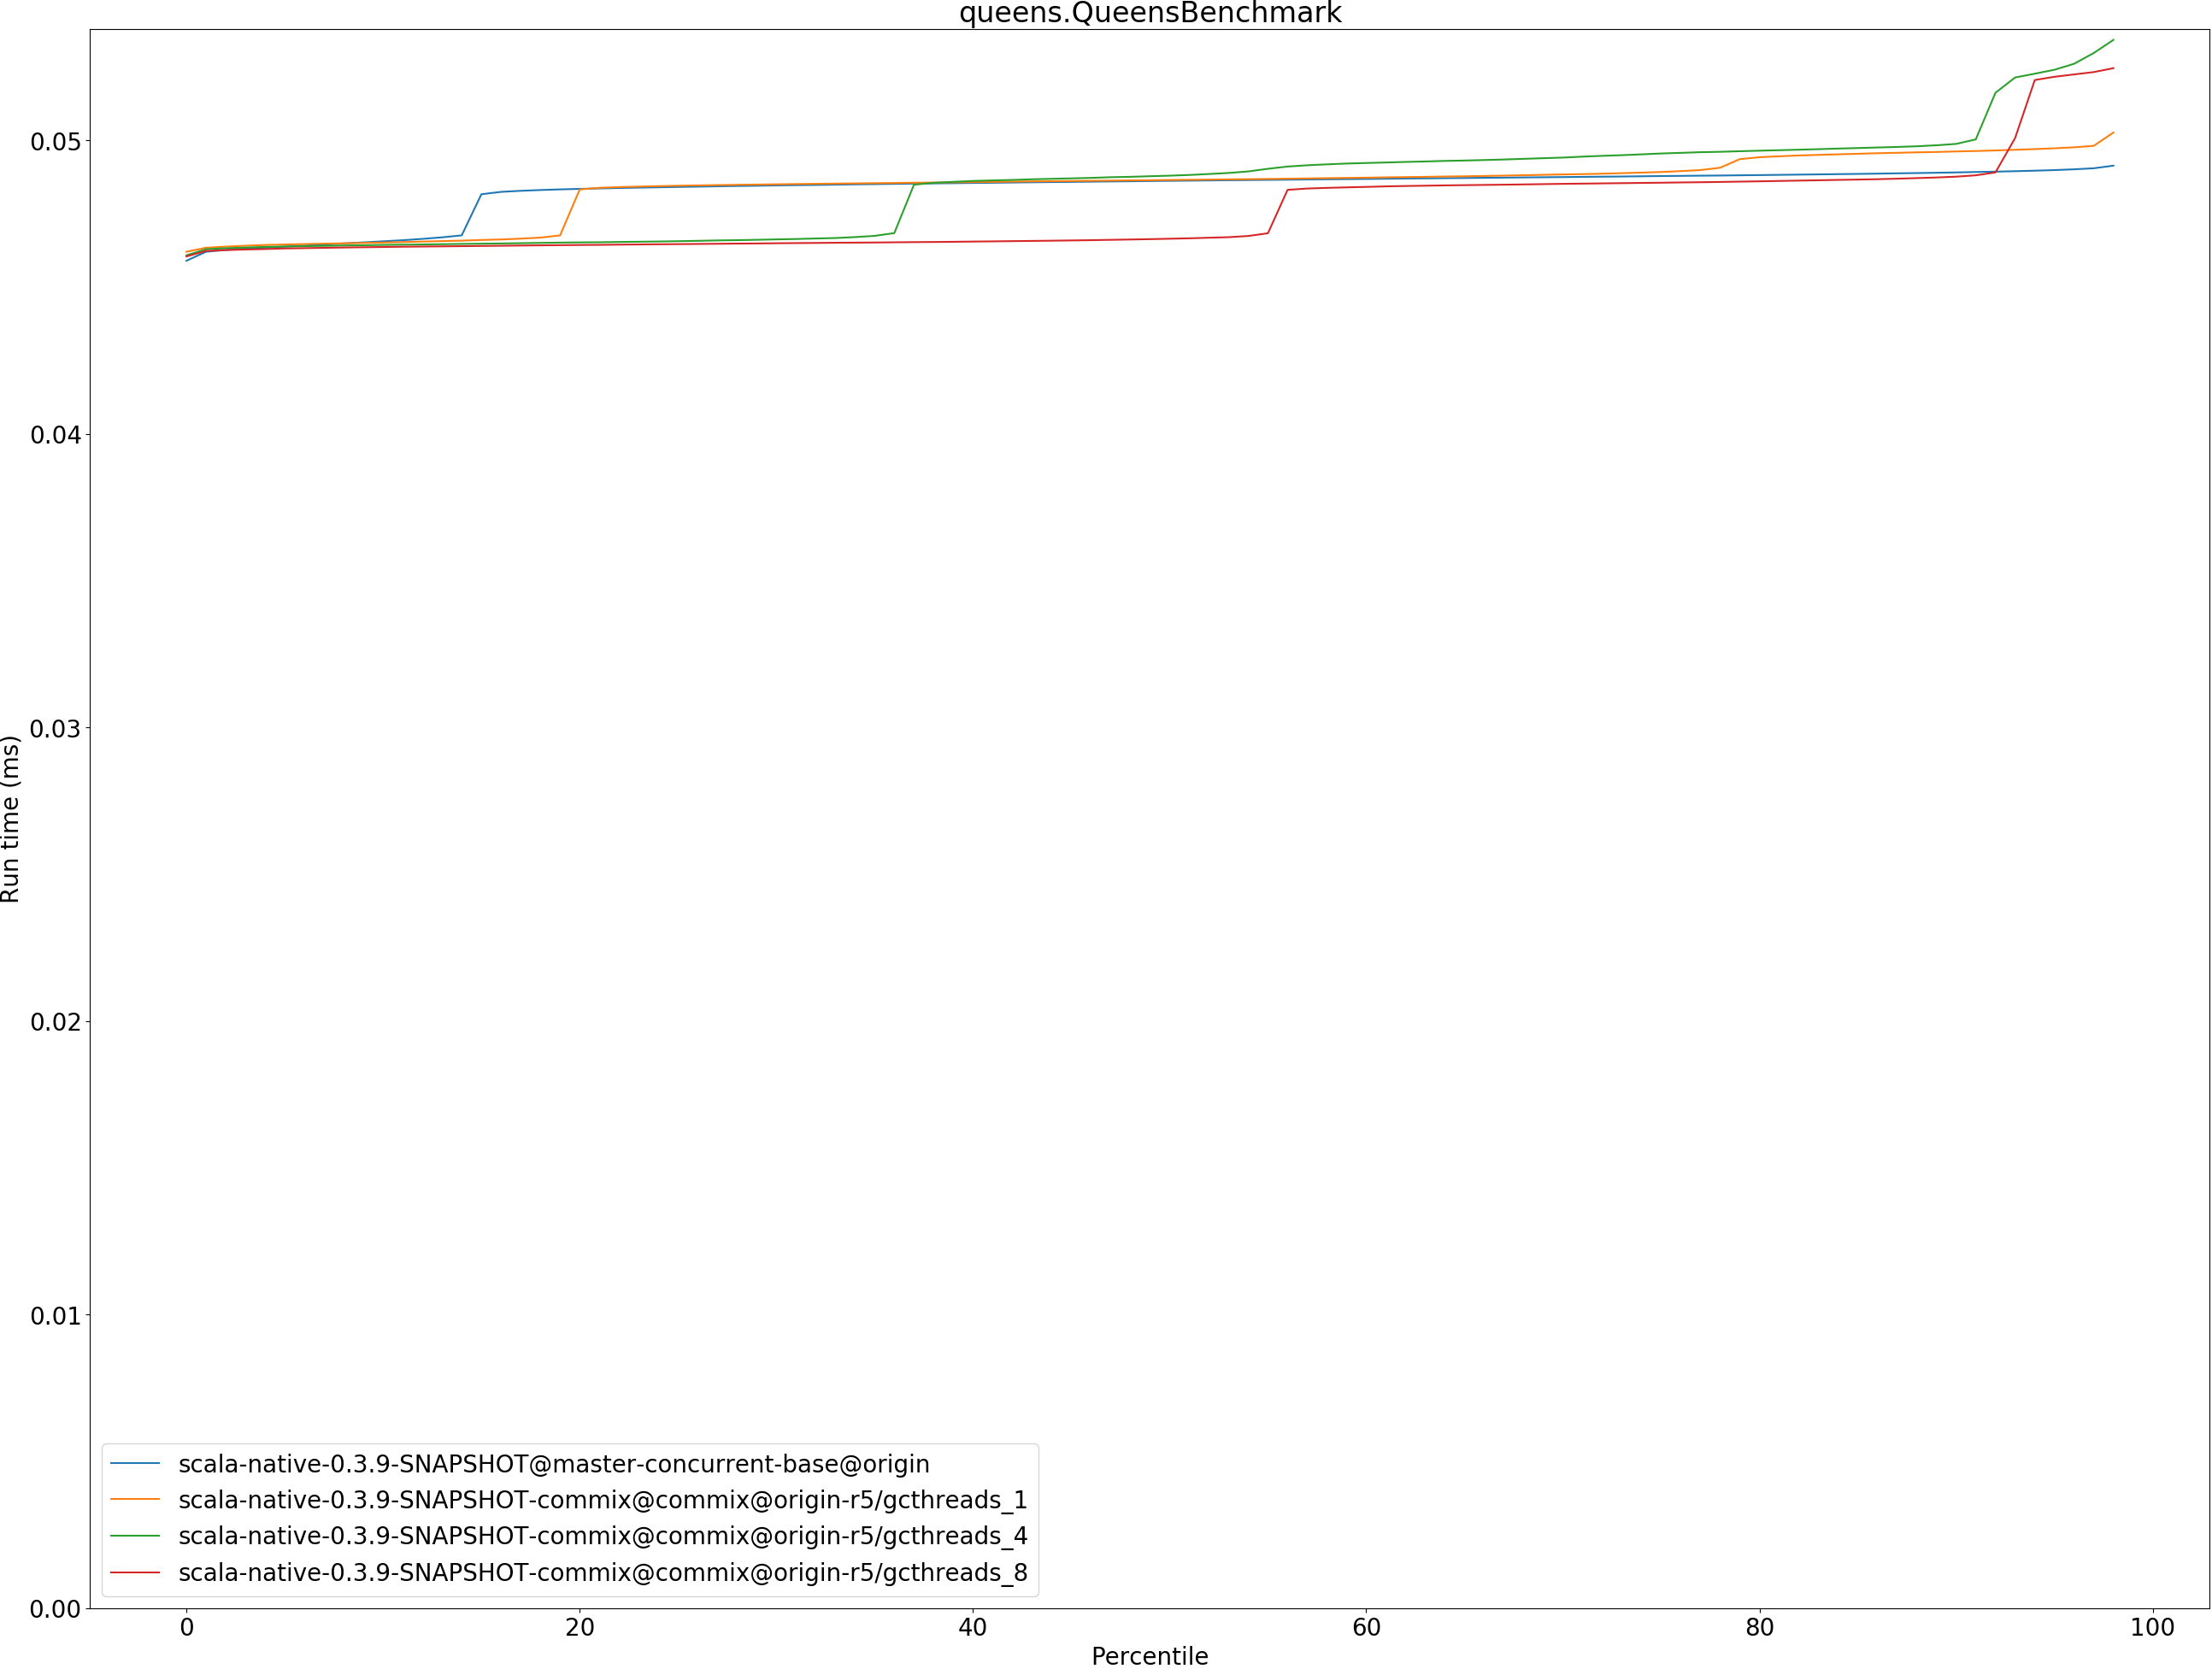 queens.QueensBenchmark
Run time (ms)
0.05
0.04
0.03
0.02
0.01
0.00
0 20 40 60 80 100
Percentile
scala-native-0.3.9-SNAPSHOT@master-concurrent-base@origin
scala-native-0.3.9-SNAPSHOT-commix@commix@origin-r5/gcthreads_1
scala-native-0.3.9-SNAPSHOT-commix@commix@origin-r5/gcthreads_4
scala-native-0.3.9-SNAPSHOT-commix@commix@origin-r5/gcthreads_8